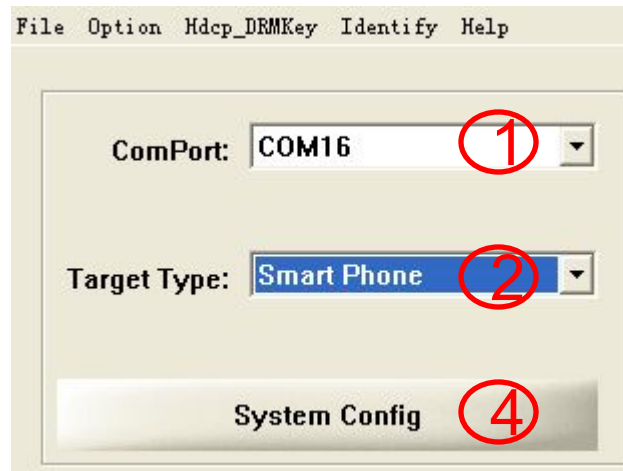 File Option Hdcp_DRMKey Identify Help
ComPort: COM16 1
Target Type: Smart Phone 2
System Config 4